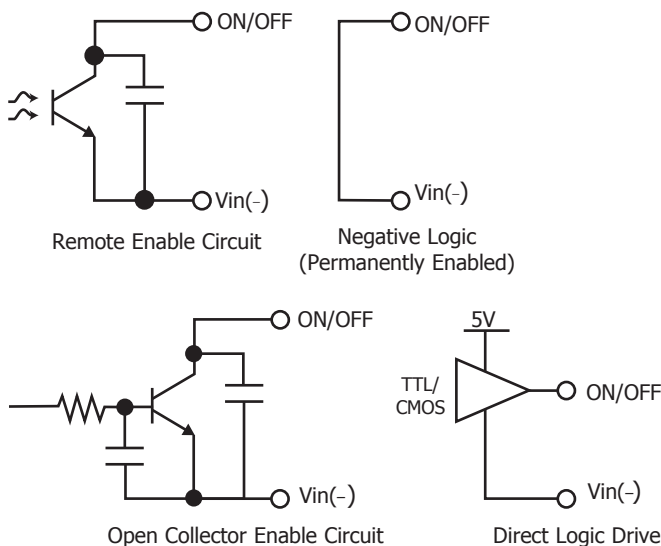 ON/OFF
Vin(–)
Remote Enable Circuit
ON/OFF
Vin(–)
Negative Logic
(Permanently Enabled)
ON/OFF
Vin(–)
Open Collector Enable Circuit
5V
TTL/
CMOS
ON/OFF
Vin(–)
Direct Logic Drive